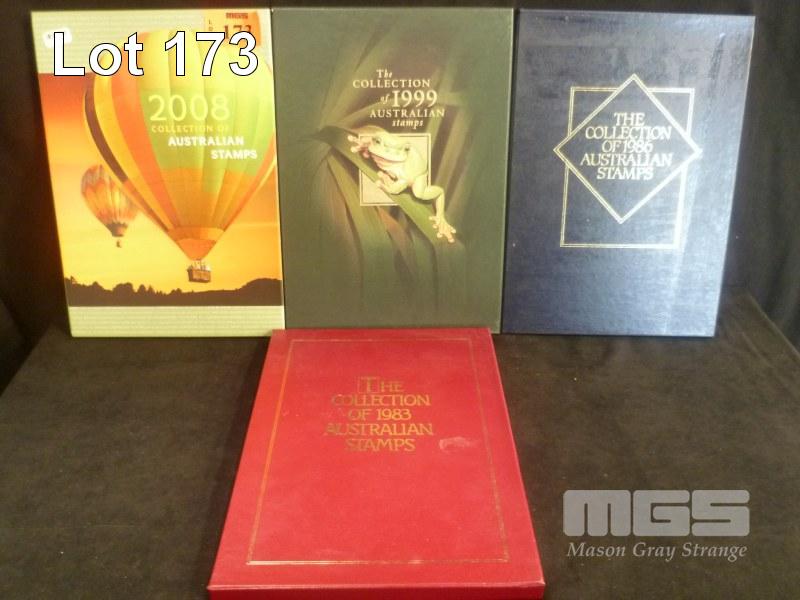 Lot 173
MGS
173
2008
COLLECTION OF
AUSTRALIAN
STAMPS
The
COLLECTION
of 1999
AUSTRALIAN
stamps
THE
COLLECTION
OF 1986
AUSTRALIAN
STAMPS
THE
COLLECTION
OF 1983
AUSTRALIAN
STAMPS
MGS
Mason Gray Strange